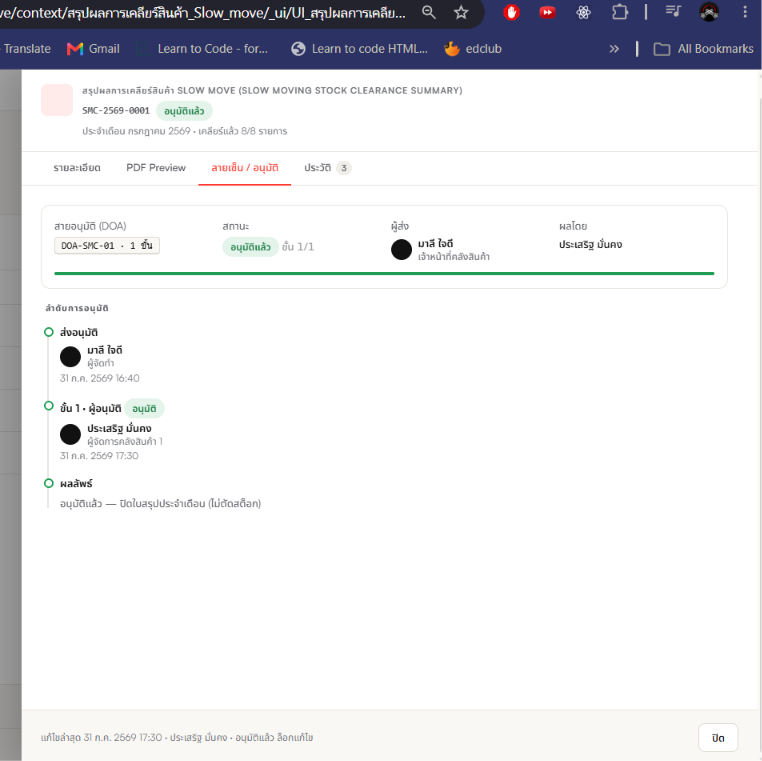 ve/context/สรุปผลการเคลียร์สินค้า_Slow_move/_ui/UI_สรุปผลการเคลีย...
Translate Gmail Learn to Code - for... Learn to code HTML... edclub » All Bookmarks
สรุปผลการเคลียร์สินค้า SLOW MOVE (SLOW MOVING STOCK CLEARANCE SUMMARY)
SMC-2569-0001 อนุมัติแล้ว
ประจำเดือน กรกฎาคม 2569 • เคลียร์แล้ว 8/8 รายการ
รายละเอียด PDF Preview ลายเซ็น / อนุมัติ ประวัติ 3
สายอนุมัติ (DOA) สถานะ ผู้ส่ง ผลโดย
DOA-SMC-01 · 1 ขั้น อนุมัติแล้ว ขั้น 1/1 มาลี ใจดี ประเสริฐ มั่นคง
เจ้าหน้าที่คลังสินค้า
ลำดับการอนุมัติ
ส่งอนุมัติ
มาลี ใจดี
ผู้จัดทำ
31 ก.ค. 2569 16:40
ขั้น 1 • ผู้อนุมัติ อนุมัติ
ประเสริฐ มั่นคง
ผู้จัดการคลังสินค้า 1
31 ก.ค. 2569 17:30
ผลลัพธ์
อนุมัติแล้ว — ปิดใบสรุปประจำเดือน (ไม่ตัดสต็อก)
แก้ไขล่าสุด 31 ก.ค. 2569 17:30 • ประเสริฐ มั่นคง • อนุมัติแล้ว ล็อกแก้ไข
ปิด